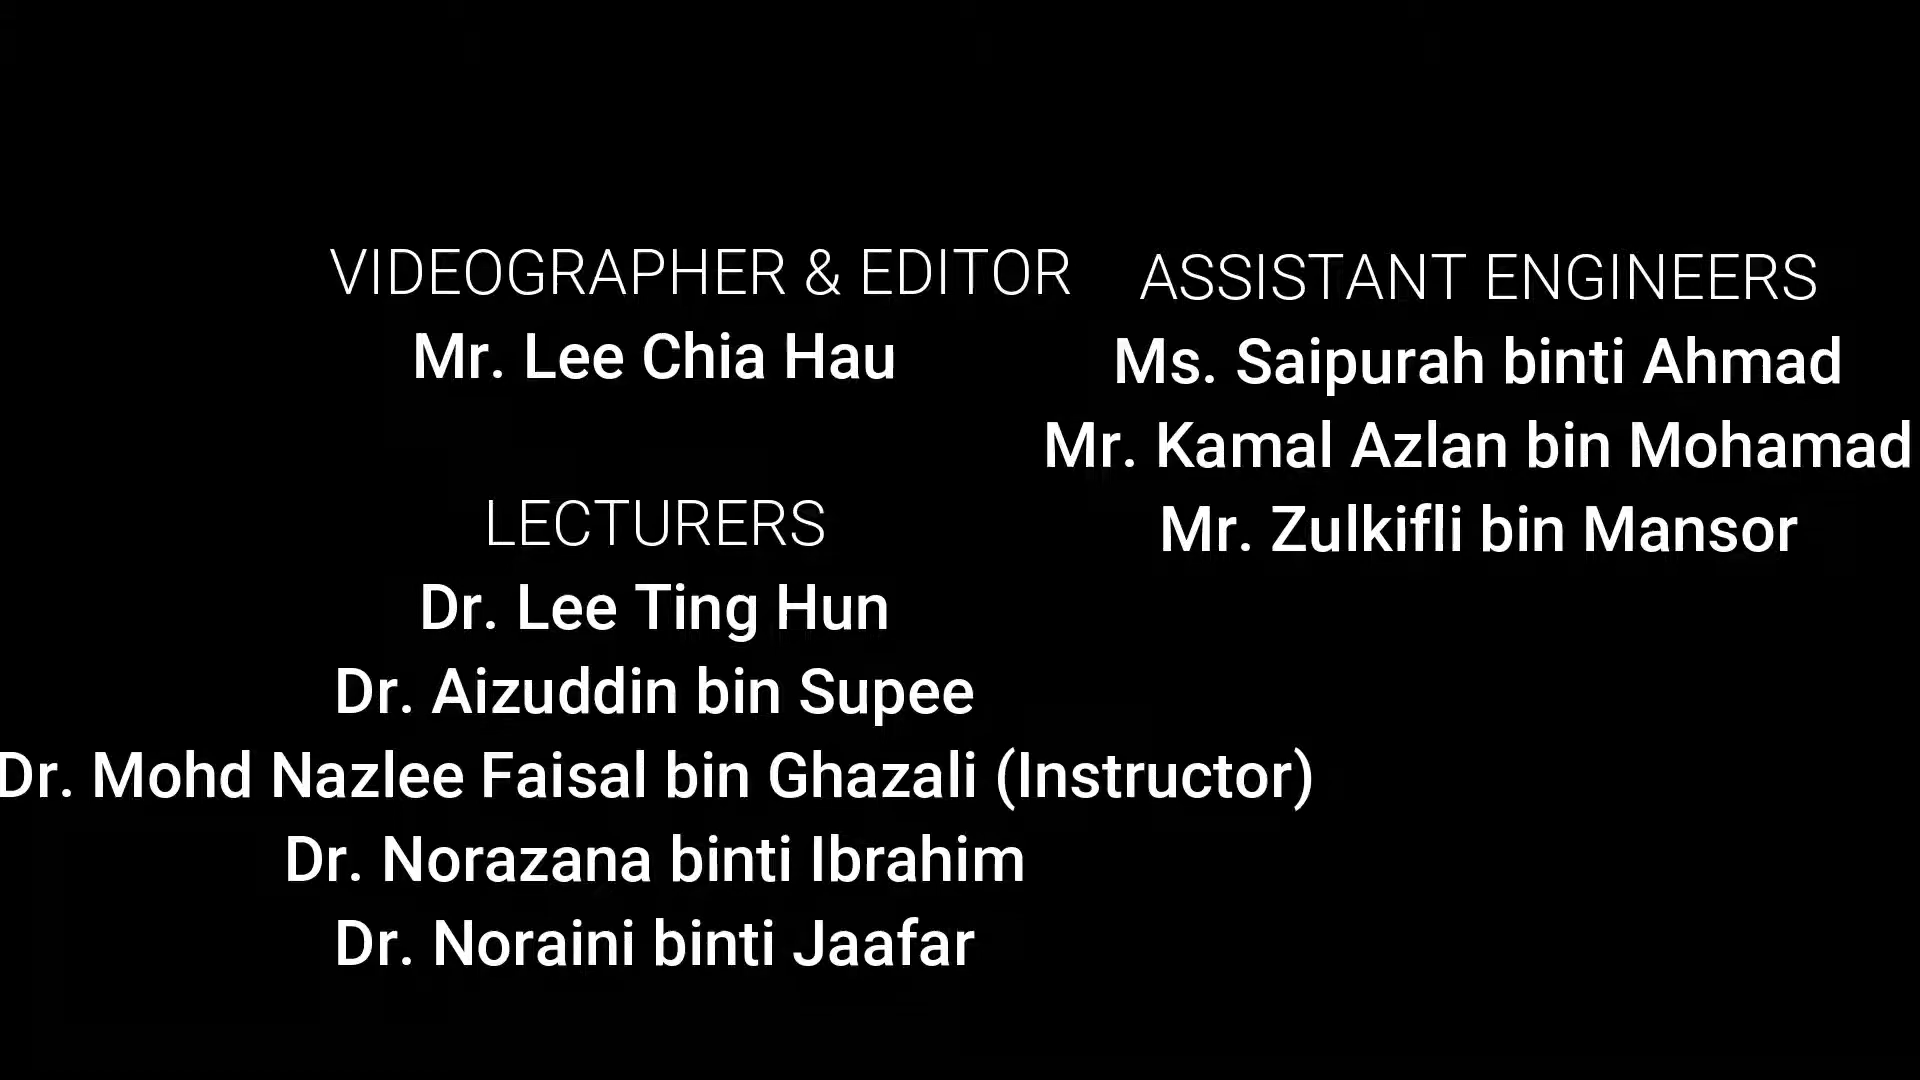 VIDEOGRAPHER & EDITOR
Mr. Lee Chia Hau
LECTURERS
Dr. Lee Ting Hun
Dr. Aizuddin bin Supee
Dr. Mohd Nazlee Faisal bin Ghazali (Instructor)
Dr. Norazana binti Ibrahim
Dr. Noraini binti Jaafar
ASSISTANT ENGINEERS
Ms. Saipurah binti Ahmad
Mr. Kamal Azlan bin Mohamad
Mr. Zulkifli bin Mansor